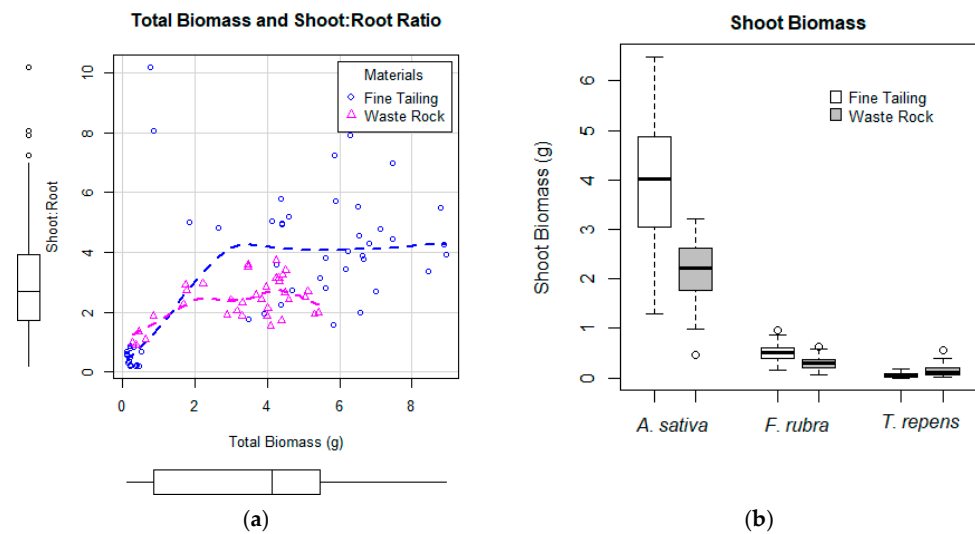 Total Biomass and Shoot:Root Ratio
Materials
Fine Tailing
Waste Rock
10
8
6
4
2
0
Shoot:Root
0 2 4 6 8
Total Biomass (g)
(a)
Shoot Biomass
Fine Tailing
Waste Rock
6
5
4
3
2
1
0
Shoot Biomass (g)
A. sativa F. rubra T. repens
(b)